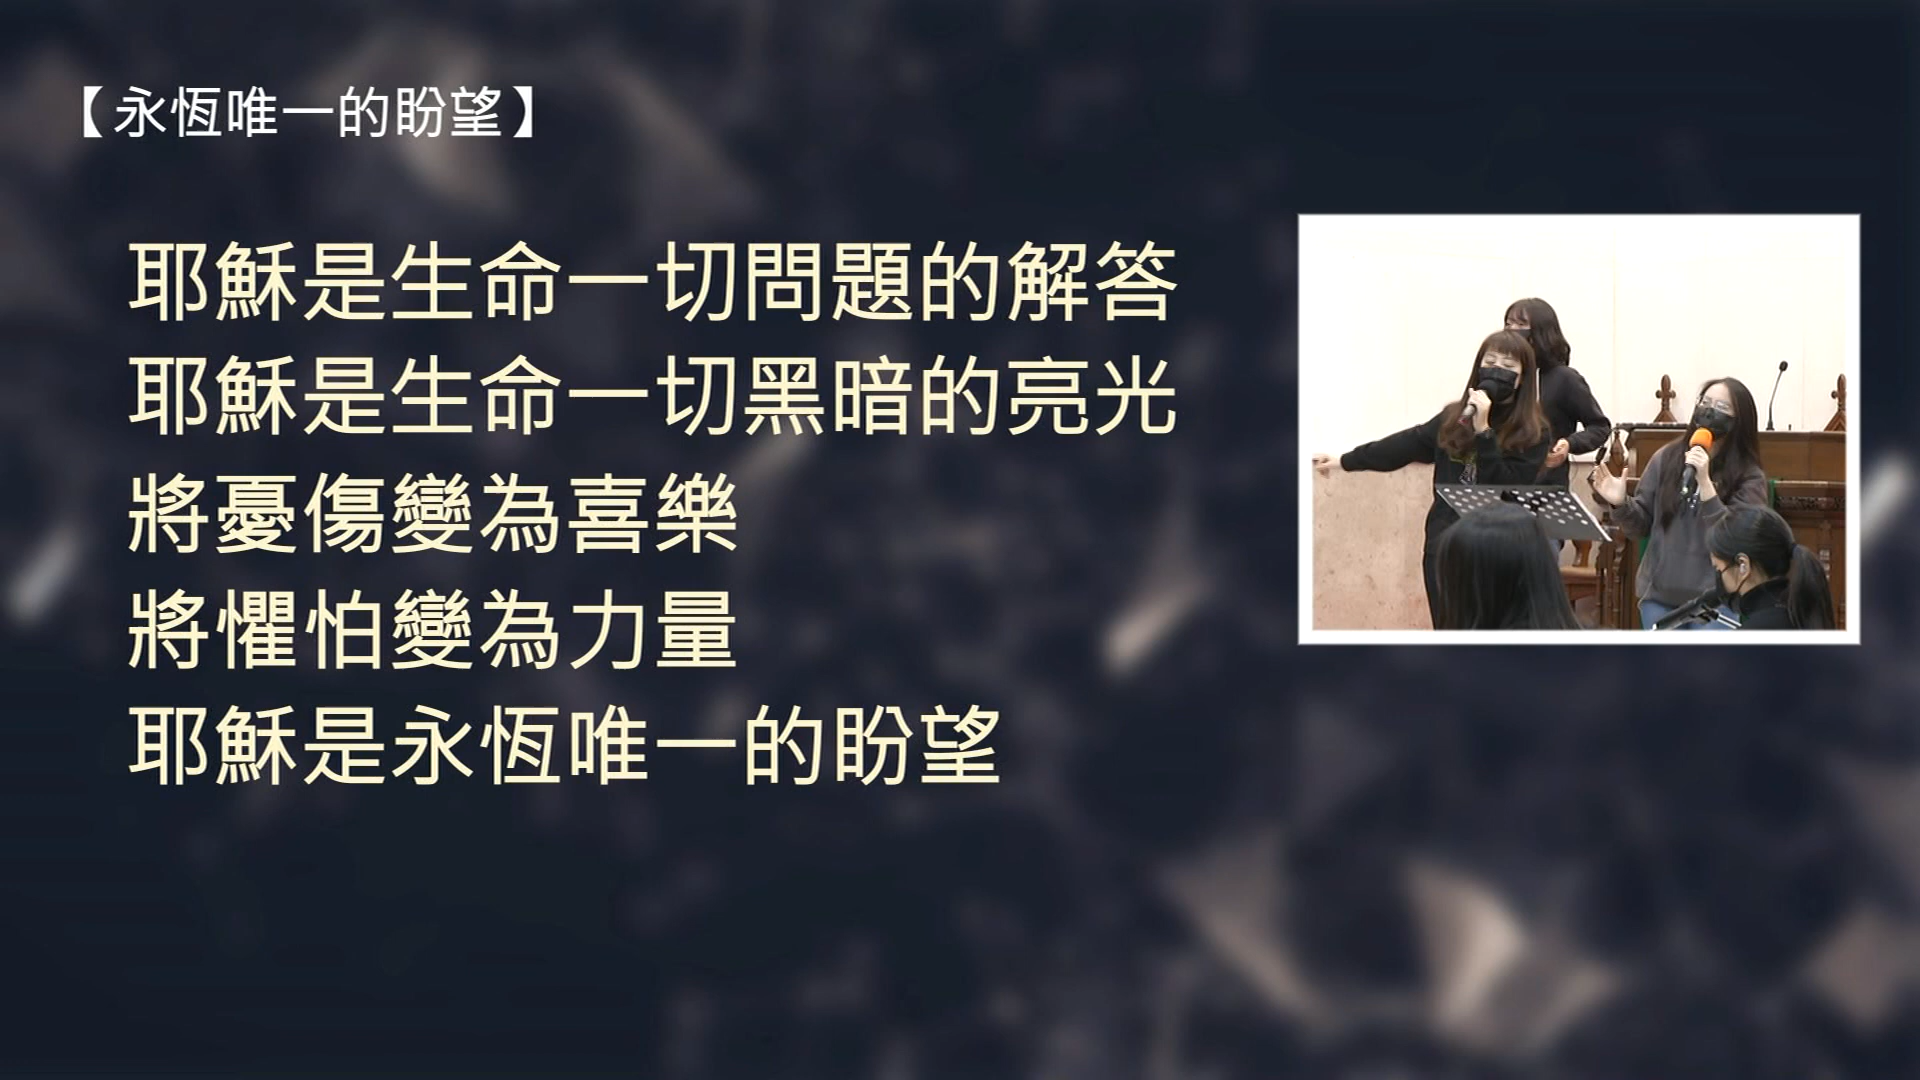 【永恆唯一的盼望】
耶穌是生命一切問題的解答
耶穌是生命一切黑暗的亮光
將憂傷變為喜樂
將懼怕變為力量
耶穌是永恆唯一的盼望